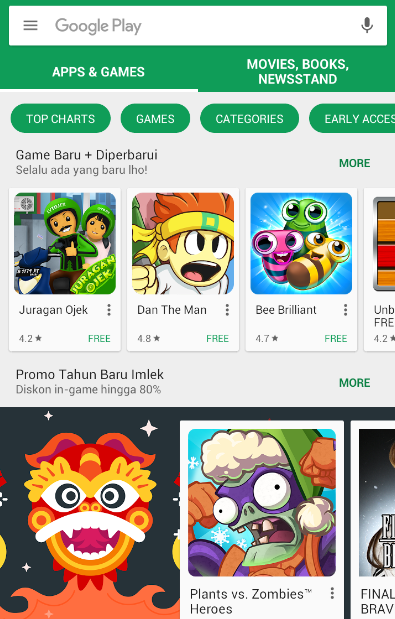 Google Play
APPS & GAMES
MOVIES, BOOKS,
NEWSSTAND
TOP CHARTS
GAMES
CATEGORIES
EARLY ACCES
Game Baru + Diperbarui
Selalu ada yang baru lho!
MORE
JURAGAN
OJEK
Juragan Ojek
Dan The Man
Bee Brilliant
Unb
FRE
4.2★
FREE
4.8★
FREE
4.7★
FREE
4.2★
Promo Tahun Baru Imlek
Diskon in-game hingga 80%
MORE
Plants vs. Zombies™
Heroes
FINAL
BRAV